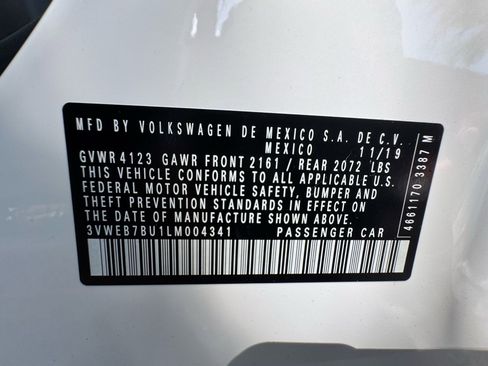 MFD BY VOLKSWAGEN DE MEXICO S.A. DE C.V.
MEXICO 11/19
GVWR 4123 GAWR FRONT 2161 / REAR 2072 LBS
THIS VEHICLE CONFORMS TO ALL APPLICABLE U.S.
FEDERAL MOTOR VEHICLE SAFETY, BUMPER AND
THEFT PREVENTION STANDARDS IN EFFECT ON THE
DATE OF MANUFACTURE SHOWN ABOVE.
3VWEB7BU1LM004341 PASSENGER CAR
4661170 3387 M